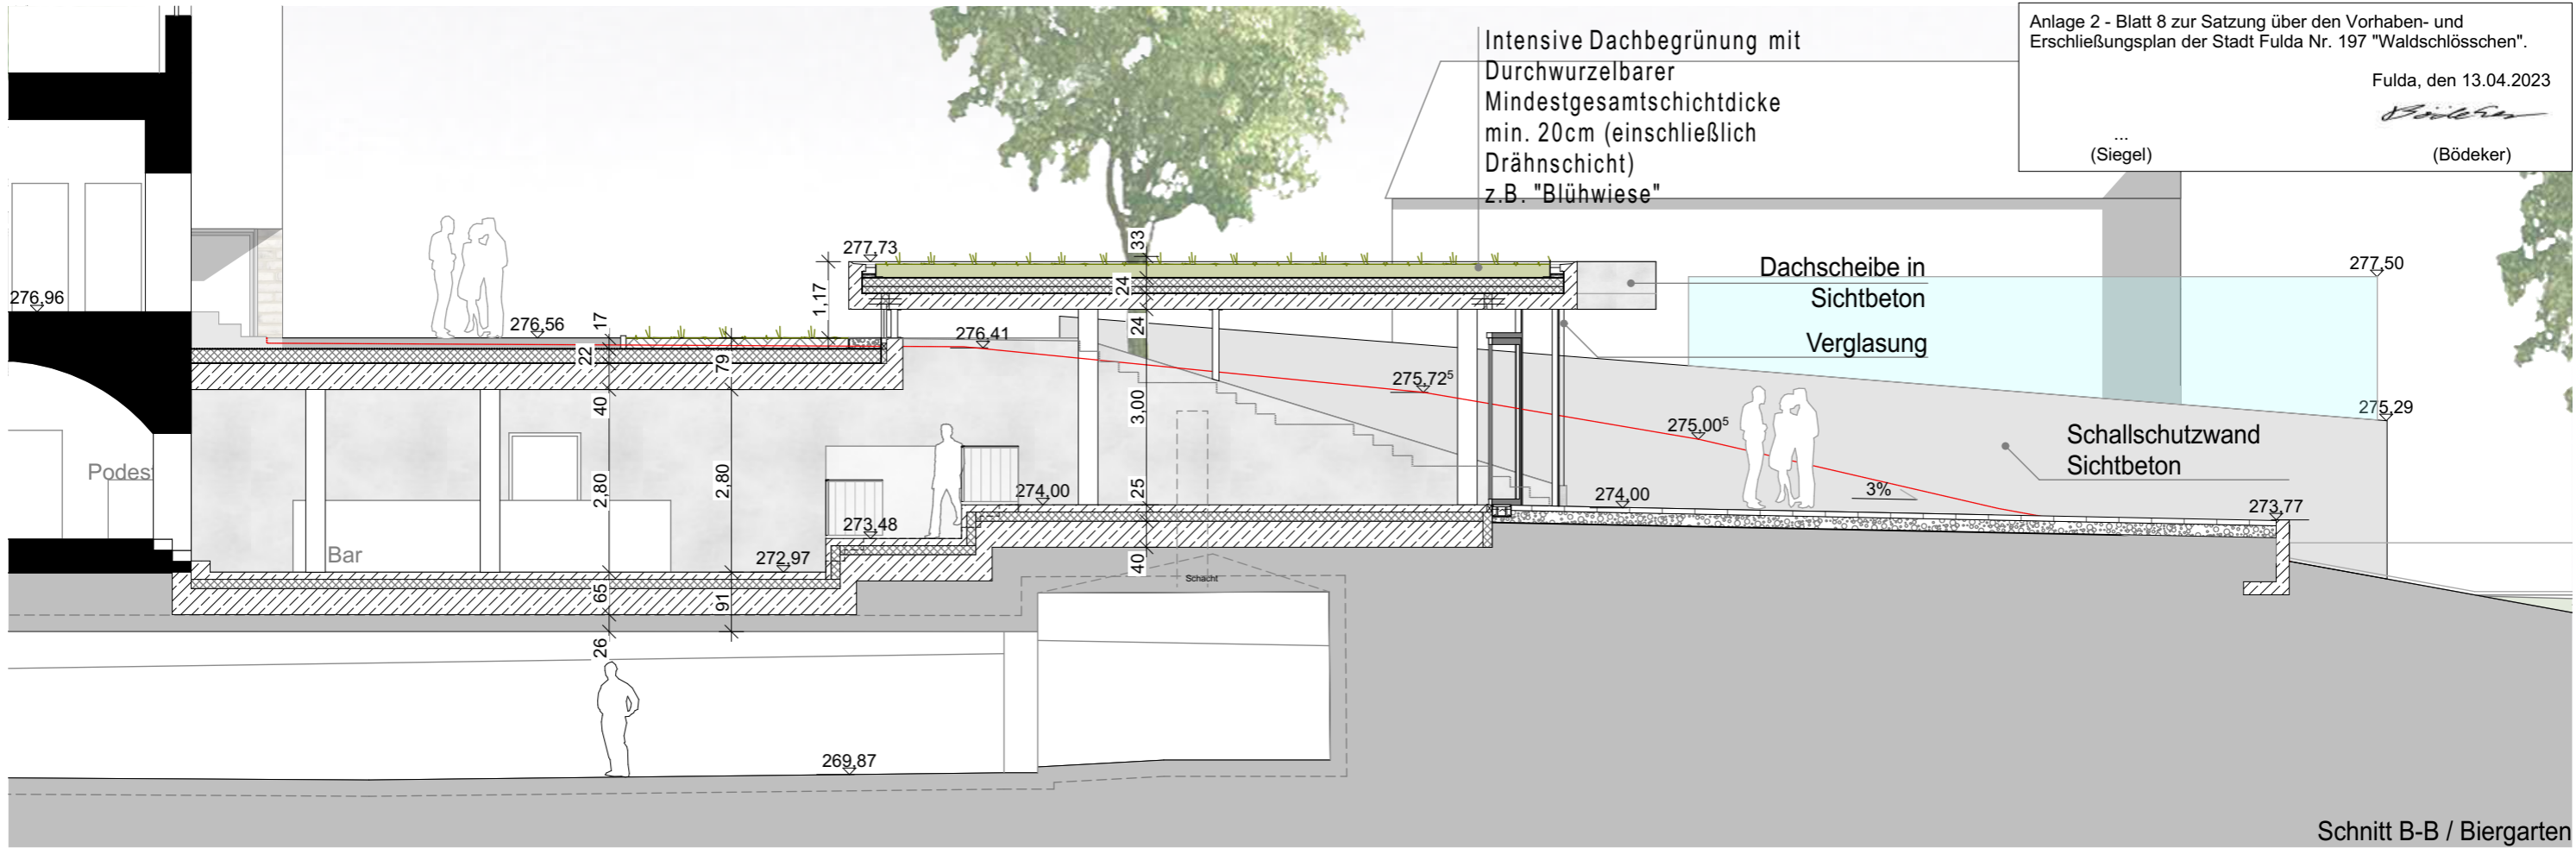 Anlage 2 - Blatt 8 zur Satzung über den Vorhaben- und
Erschließungsplan der Stadt Fulda Nr. 197 "Waldschlösschen".
Fulda, den 13.04.2023
...
(Siegel)
(Bödeker)
Intensive Dachbegrünung mit
Durchwurzelbarer
Mindestgesamtschichtdicke
min. 20cm (einschließlich
Drähnschicht)
z.B. "Blühwiese"
277,73
33
24
1,17
24
Dachscheibe in
Sichtbeton
Verglasung
277,50
276,96
276,56
17
22
79
276,41
275,72⁵
275,00⁵
275,29
40
3,00
Schallschutzwand
Sichtbeton
Podest
2,80
2,80
274,00
25
274,00
3%
273,77
273,48
Bar
272,97
40
Schacht
65
91
26
269,87
Schnitt B-B / Biergarten